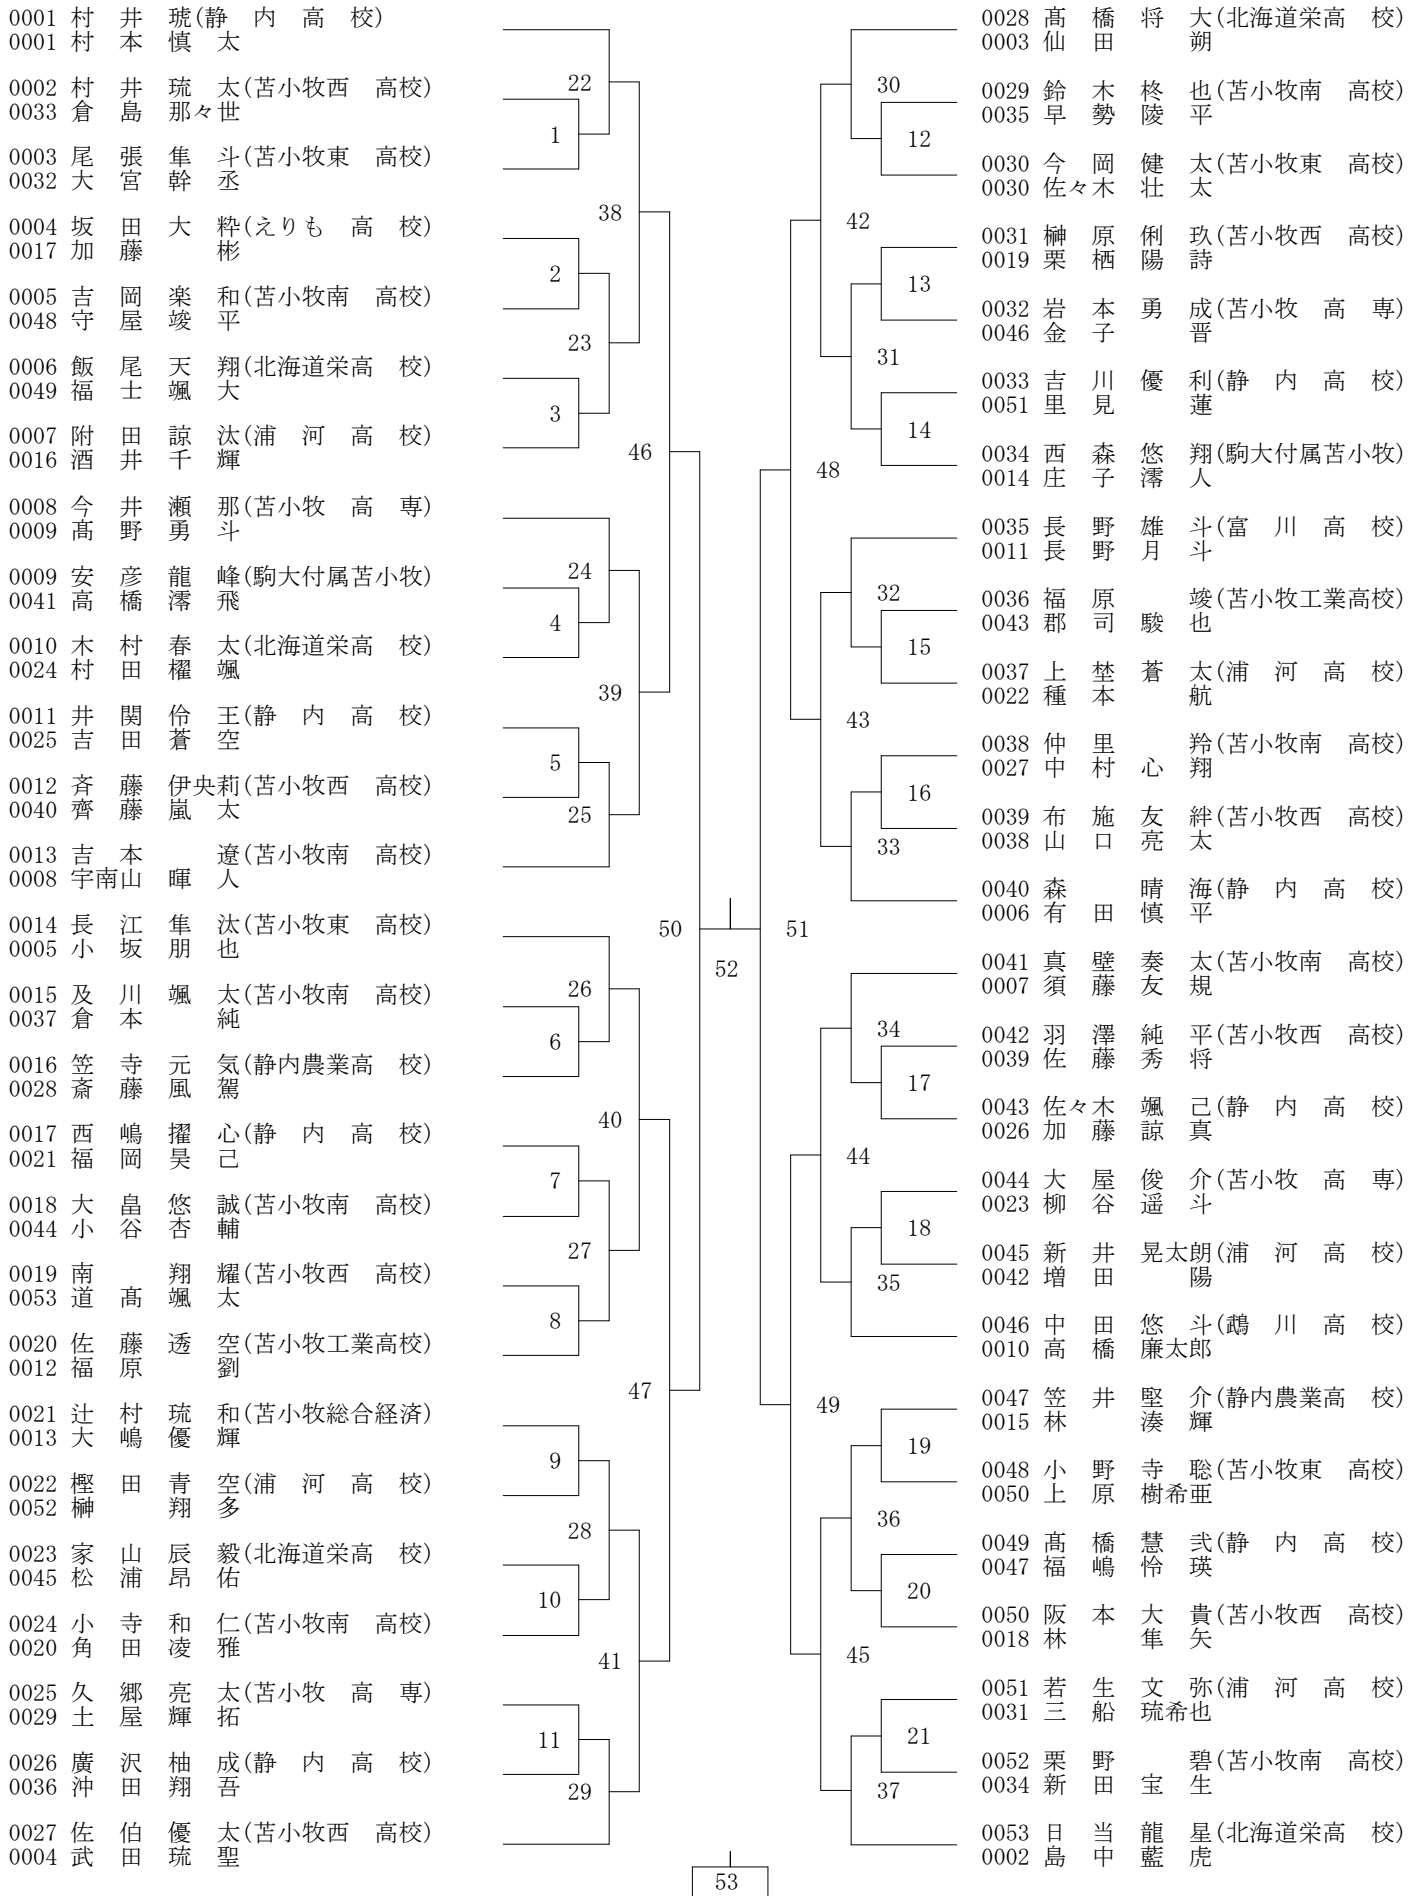 0001 村 井 琥(静 内 高 校)
0001 村 本 慎 太
0002 村 井 琉 太(苫小牧西 高校)
0033 倉 島 那々世
0003 尾 張 隼 斗(苫小牧東 高校)
0032 大 宮 幹 丞
0004 坂 田 大 粋(えりも 高 校)
0017 加 藤 彬
0005 吉 岡 楽 和(苫小牧南 高校)
0048 守 屋 竣 平
0006 飯 尾 天 翔(北海道栄高 校)
0049 福 士 颯 大
0007 附 田 諒 汰(浦 河 高 校)
0016 酒 井 千 輝
0008 今 井 瀬 那(苫小牧 高 専)
0009 髙 野 勇 斗
0009 安 彦 龍 峰(駒大付属苫小牧)
0041 高 橋 澪 飛
0010 木 村 春 太(北海道栄高 校)
0024 村 田 櫂 颯
0011 井 関 伶 王(静 内 高 校)
0025 吉 田 蒼 空
0012 斉 藤 伊央莉(苫小牧西 高校)
0040 齊 藤 嵐 太
0013 吉 本 遼(苫小牧南 高校)
0008 宇南山 暉 人
0014 長 江 隼 汰(苫小牧東 高校)
0005 小 坂 朋 也
0015 及 川 颯 太(苫小牧南 高校)
0037 倉 本 純
0016 笠 寺 元 気(静内農業高 校)
0028 斎 藤 風 駕
0017 西 嶋 擢 心(静 内 高 校)
0021 福 岡 昊 己
0018 大 畠 悠 誠(苫小牧南 高校)
0044 小 谷 杏 輔
0019 南 翔 耀(苫小牧西 高校)
0053 道 髙 颯 太
0020 佐 藤 透 空(苫小牧工業高校)
0012 福 原 劉
0021 辻 村 琉 和(苫小牧総合経済)
0013 大 嶋 優 輝
0022 樫 田 青 空(浦 河 高 校)
0052 榊 翔 多
0023 家 山 辰 毅(北海道栄高 校)
0045 松 浦 昂 佑
0024 小 寺 和 仁(苫小牧南 高校)
0020 角 田 凌 雅
0025 久 郷 亮 太(苫小牧 高 専)
0029 土 屋 輝 拓
0026 廣 沢 柚 成(静 内 高 校)
0036 沖 田 翔 吾
0027 佐 伯 優 太(苫小牧西 高校)
0004 武 田 琉 聖
22
1
38
2
23
3
46
24
4
39
5
25
50
26
6
40
7
27
8
47
9
28
10
41
11
29
52
53
30
12
42
13
31
14
48
32
15
43
16
33
51
34
17
44
18
35
49
19
36
20
45
21
37
0028 髙 橋 将 大(北海道栄高 校)
0003 仙 田 朔
0029 鈴 木 柊 也(苫小牧南 高校)
0035 早 勢 陵 平
0030 今 岡 健 太(苫小牧東 高校)
0030 佐々木 壮 太
0031 榊 原 俐 玖(苫小牧西 高校)
0019 栗 栖 陽 詩
0032 岩 本 勇 成(苫小牧 高 専)
0046 金 子 晋
0033 吉 川 優 利(静 内 高 校)
0051 里 見 蓮
0034 西 森 悠 翔(駒大付属苫小牧)
0014 庄 子 澪 人
0035 長 野 雄 斗(富 川 高 校)
0011 長 野 月 斗
0036 福 原 竣(苫小牧工業高校)
0043 郡 司 駿 也
0037 上 埜 蒼 太(浦 河 高 校)
0022 種 本 航
0038 仲 里 羚(苫小牧南 高校)
0027 中 村 心 翔
0039 布 施 友 絆(苫小牧西 高校)
0038 山 口 亮 太
0040 森 晴 海(静 内 高 校)
0006 有 田 慎 平
0041 真 壁 奏 太(苫小牧南 高校)
0007 須 藤 友 規
0042 羽 澤 純 平(苫小牧西 高校)
0039 佐 藤 秀 将
0043 佐々木 颯 己(静 内 高 校)
0026 加 藤 諒 真
0044 大 屋 俊 介(苫小牧 高 専)
0023 柳 谷 遥 斗
0045 新 井 晃太朗(浦 河 高 校)
0042 増 田 陽
0046 中 田 悠 斗(鵡 川 高 校)
0010 高 橋 廉太郎
0047 笠 井 堅 介(静内農業高 校)
0015 林 湊 輝
0048 小 野 寺 聡(苫小牧東 高校)
0050 上 原 樹希亜
0049 髙 橋 慧 弐(静 内 高 校)
0047 福 嶋 怜 瑛
0050 阪 本 大 貴(苫小牧西 高校)
0018 林 隼 矢
0051 若 生 文 弥(浦 河 高 校)
0031 三 船 琉希也
0052 栗 野 碧(苫小牧南 高校)
0034 新 田 宝 生
0053 日 当 龍 星(北海道栄高 校)
0002 島 中 藍 虎